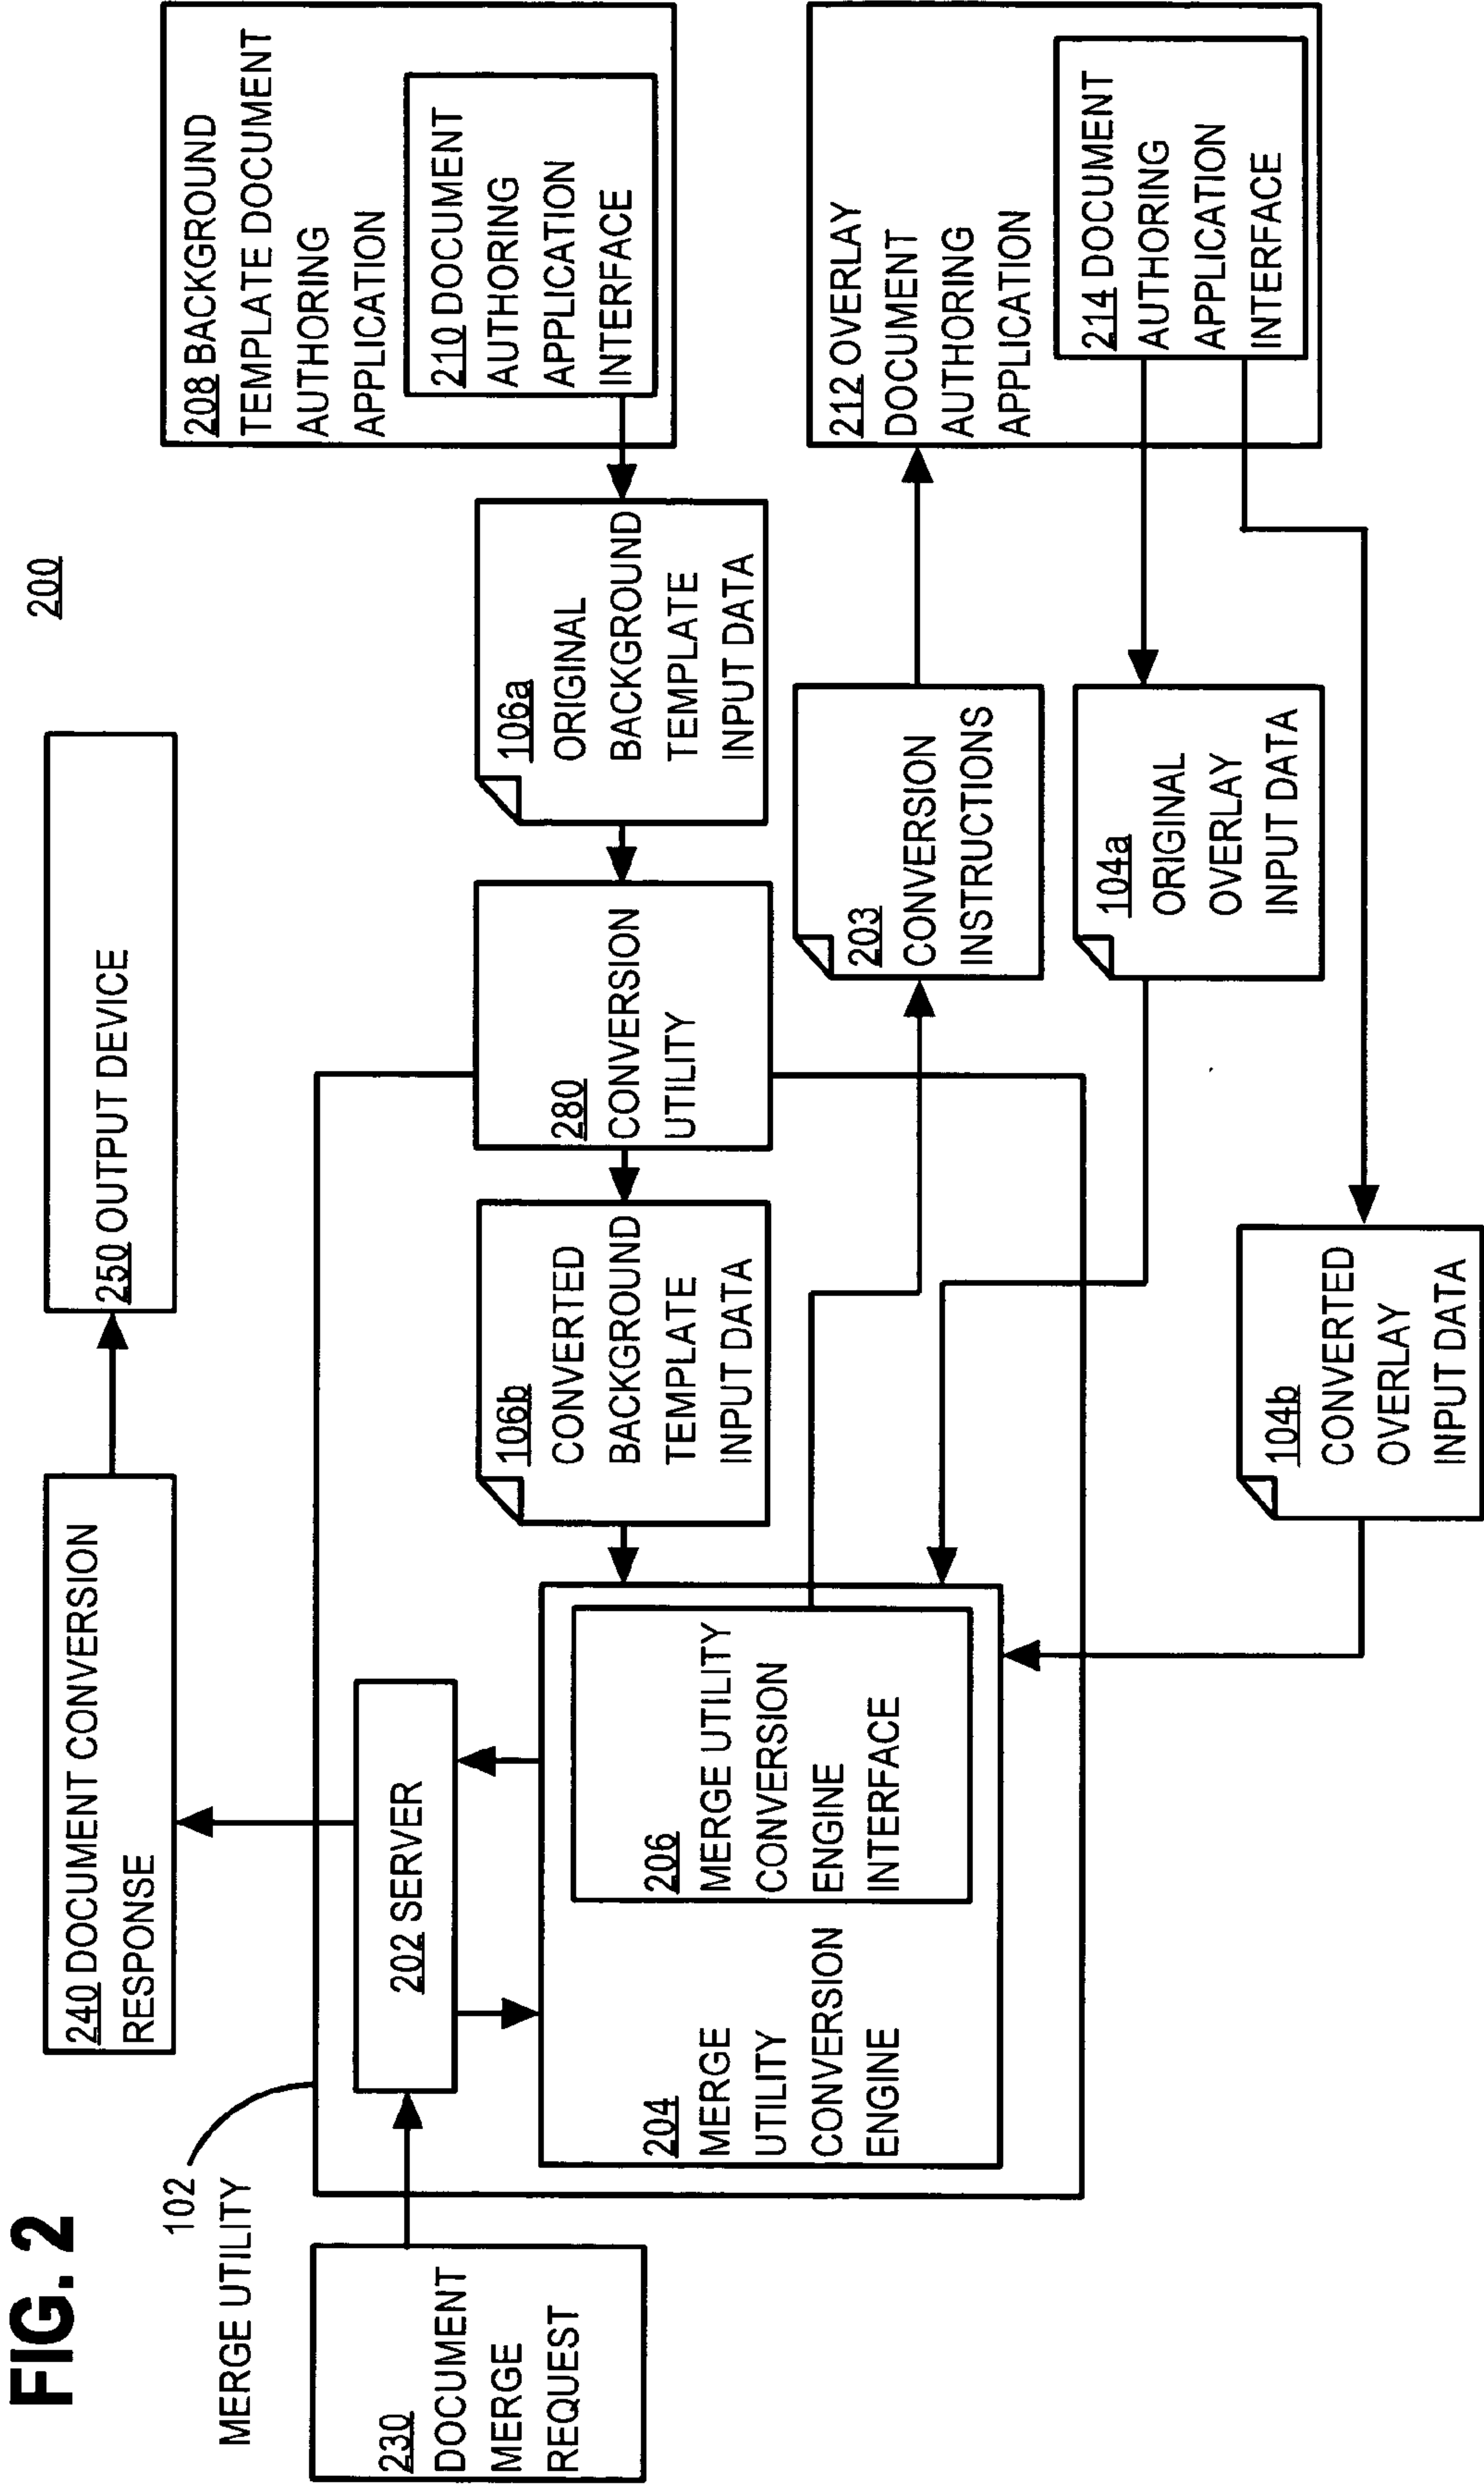 FIG. 2
200
102
MERGE UTILITY
240 DOCUMENT CONVERSION
RESPONSE
250 OUTPUT DEVICE
208 BACKGROUND
TEMPLATE DOCUMENT
AUTHORING
APPLICATION
210 DOCUMENT
AUTHORING
APPLICATION
INTERFACE
230
DOCUMENT
MERGE
REQUEST
202 SERVER
204
MERGE
UTILITY
CONVERSION
ENGINE
206
MERGE UTILITY
CONVERSION
ENGINE
INTERFACE
106b
CONVERTED
BACKGROUND
TEMPLATE
INPUT DATA
280
CONVERSION
UTILITY
106a
ORIGINAL
BACKGROUND
TEMPLATE
INPUT DATA
203
CONVERSION
INSTRUCTIONS
212 OVERLAY
DOCUMENT
AUTHORING
APPLICATION
214 DOCUMENT
AUTHORING
APPLICATION
INTERFACE
104a
ORIGINAL
OVERLAY
INPUT DATA
104b
CONVERTED
OVERLAY
INPUT DATA